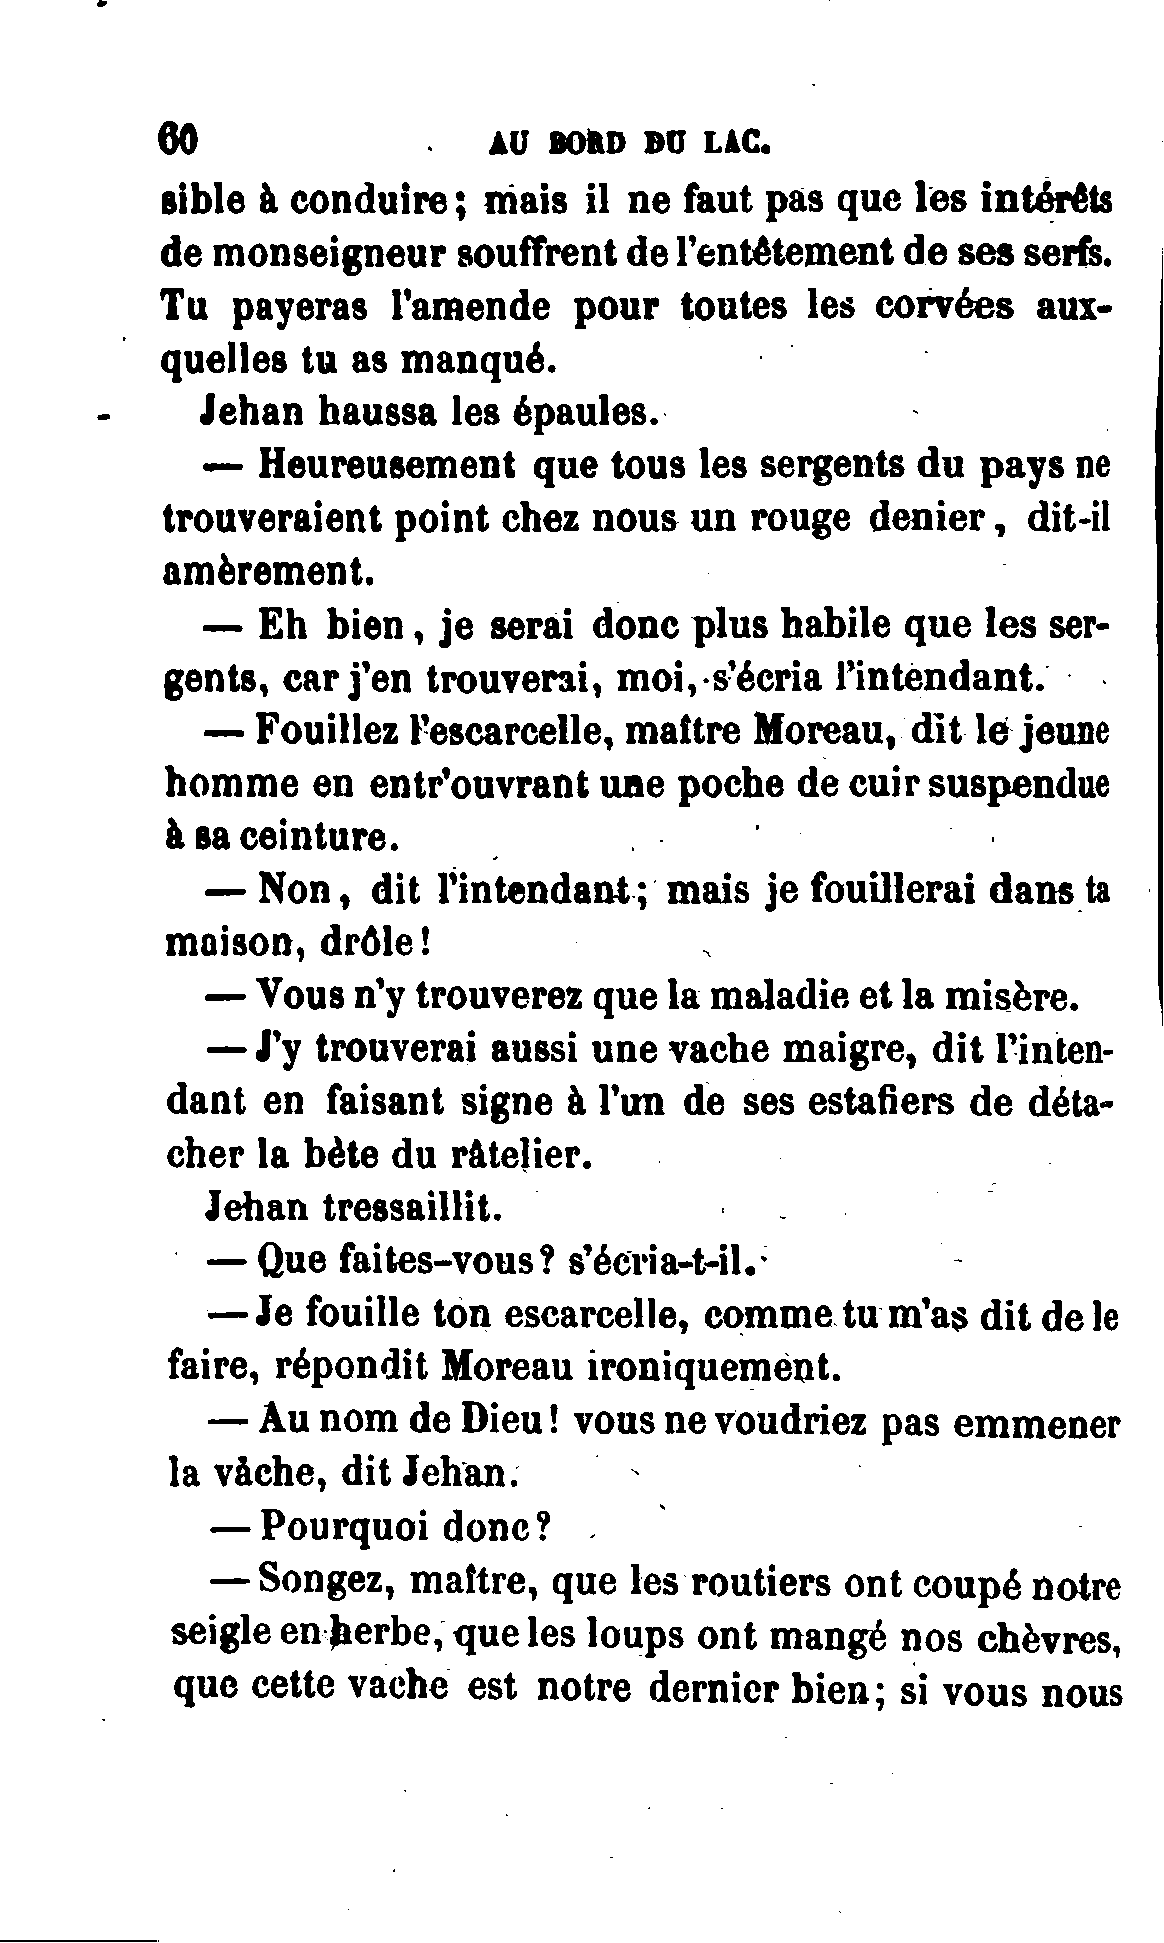 60 AU BORD DU LAC.
sible à conduire; mais il ne faut pas que les intérêts
de monseigneur souffrent de l'entêtement de ses serfs.
Tu payeras l'amende pour toutes les corvées aux-
quelles tu as manqué.
Jehan haussa les épaules.
— Heureusement que tous les sergents du pays ne
trouveraient point chez nous un rouge denier, dit-il
amèrement.
— Eh bien, je serai donc plus habile que les ser-
gents, car j'en trouverai, moi, s'écria l'intendant.
— Fouillez l'escarcelle, maître Moreau, dit le jeune
homme en entr'ouvrant une poche de cuir suspendue
à sa ceinture.
— Non, dit l'intendant; mais je fouillerai dans ta
maison, drôle!
— Vous n'y trouverez que la maladie et la misère.
— J'y trouverai aussi une vache maigre, dit l'inten-
dant en faisant signe à l'un de ses estafiers de déta-
cher la bête du râtelier.
Jehan tressaillit.
— Que faites-vous? s'écria-t-il.
— Je fouille ton escarcelle, comme tu m'as dit de le
faire, répondit Moreau ironiquement.
— Au nom de Dieu! vous ne voudriez pas emmener
la vache, dit Jehan.
— Pourquoi donc?
— Songez, maître, que les routiers ont coupé notre
seigle en herbe, que les loups ont mangé nos chèvres,
que cette vache est notre dernier bien; si vous nous